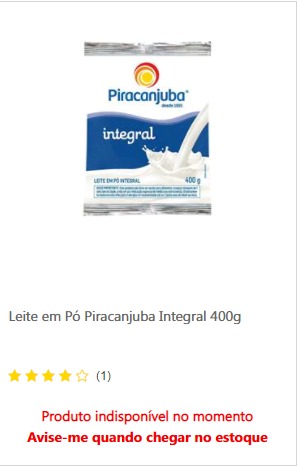 Piracanjuba®
desde 1955
integral
LEITE EM PÓ INTEGRAL 400 g
Leite em Pó Piracanjuba Integral 400g
(1)
Produto indisponível no momento
Avise-me quando chegar no estoque